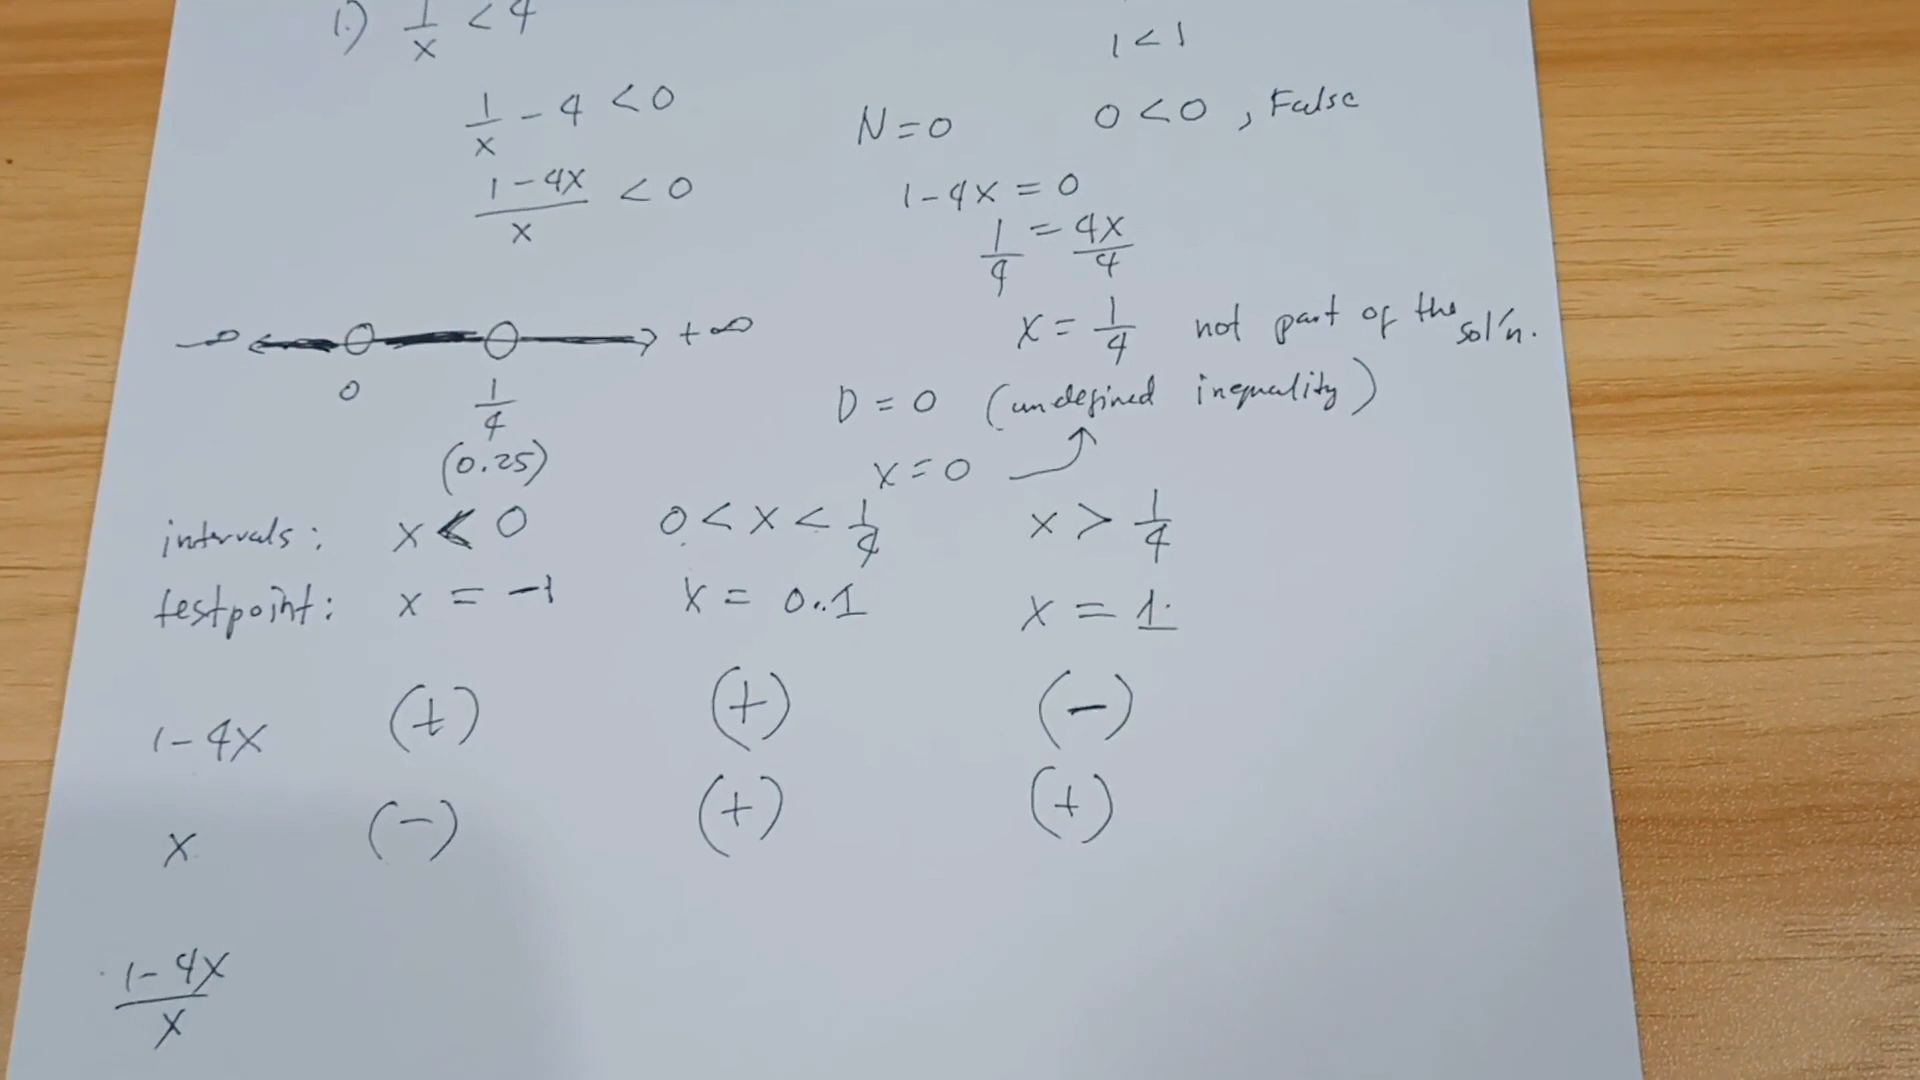 1.) 1/x < 4
1/x - 4 < 0
(1-4x)/x < 0
1 < 1
0 < 0 , False
N = 0
1-4x = 0
1/4 = 4x/4
x = 1/4 not part of the sol'n.
D = 0 (undefined inequality)
x = 0
-∞ +∞
0 1/4
(0.25)
intervals: x < 0 0 < x < 1/4 x > 1/4
testpoint: x = -1 x = 0.1 x = 1
1-4x (+) (+) (-)
x (-) (+) (+)
(1-4x)/x